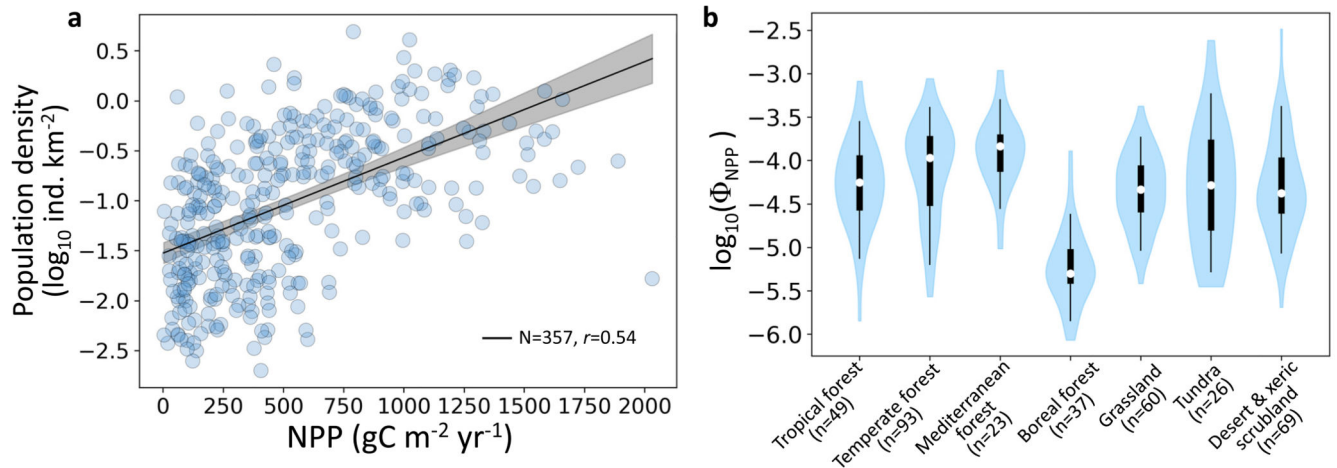 a
Population density
(log10 ind. km-2)
0.5
0.0
−0.5
−1.0
−1.5
−2.0
−2.5
N=357, r=0.54
0 250 500 750 1000 1250 1500 1750 2000
NPP (gC m-2 yr-1)
b
log10(ΦNPP)
−2.5
−3.0
−3.5
−4.0
−4.5
−5.0
−5.5
−6.0
Tropical forest
(n=49)
Temperate forest
(n=93)
Mediterranean
forest
(n=23)
Boreal forest
(n=37)
Grassland
(n=60)
Tundra
(n=26)
Desert & xeric
scrubland
(n=69)